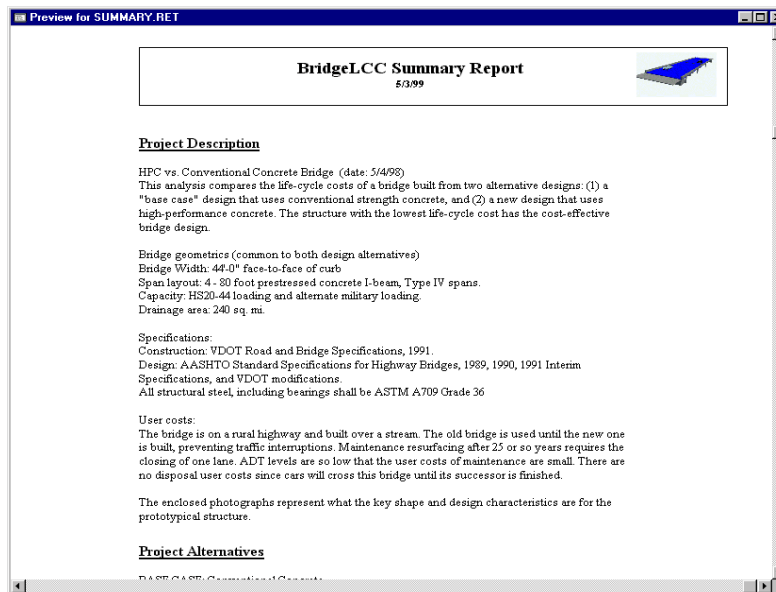 Preview for SUMMARY.RET
BridgeLCC Summary Report
5/3/99
Project Description
HPC vs. Conventional Concrete Bridge (date: 5/4/98)
This analysis compares the life-cycle costs of a bridge built from two alternative designs: (1) a
"base case" design that uses conventional strength concrete, and (2) a new design that uses
high-performance concrete. The structure with the lowest life-cycle cost has the cost-effective
bridge design.
Bridge geometrics (common to both design alternatives)
Bridge Width: 44'-0" face-to-face of curb
Span layout: 4 - 80 foot prestressed concrete I-beam, Type IV spans.
Capacity: HS20-44 loading and alternate military loading.
Drainage area: 240 sq. mi.
Specifications:
Construction: VDOT Road and Bridge Specifications, 1991.
Design: AASHTO Standard Specifications for Highway Bridges, 1989, 1990, 1991 Interim
Specifications, and VDOT modifications.
All structural steel, including bearings shall be ASTM A709 Grade 36
User costs:
The bridge is on a rural highway and built over a stream. The old bridge is used until the new one
is built, preventing traffic interruptions. Maintenance resurfacing after 25 or so years requires the
closing of one lane. ADT levels are so low that the user costs of maintenance are small. There are
no disposal user costs since cars will cross this bridge until its successor is finished.
The enclosed photographs represent what the key shape and design characteristics are for the
prototypical structure.
Project Alternatives
BASE CASE: Conventional Concrete